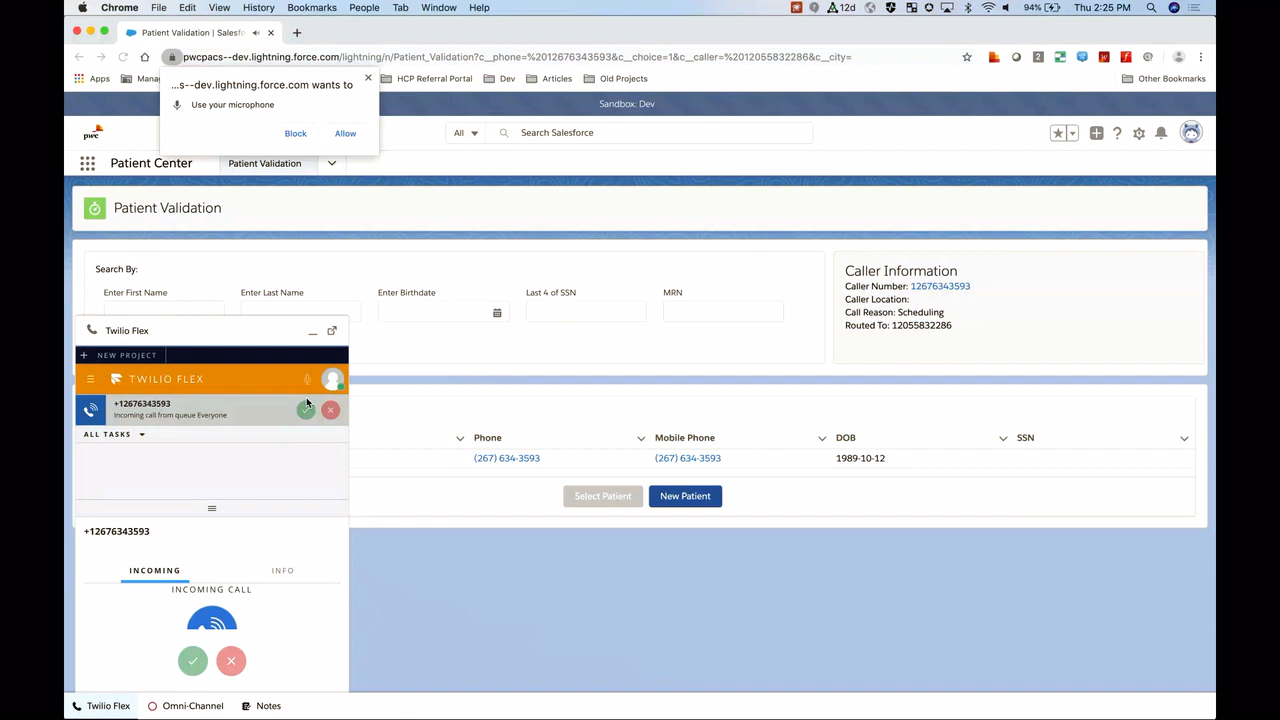 Chrome File Edit View History Bookmarks People Tab Window Help 12d 94% Thu 2:25 PM
Patient Validation | Salesfo
pwcpacs--dev.lightning.force.com/lightning/n/Patient_Validation?c__phone=%2012676343593&c__choice=1&c__caller=%2012055832286&c__city=
Apps Mana HCP Referral Portal Dev Articles Old Projects Other Bookmarks
...s--dev.lightning.force.com wants to
Use your microphone
Block Allow
Sandbox: Dev
pwc
All Search Salesforce
Patient Center Patient Validation
Patient Validation
Search By:
Enter First Name Enter Last Name Enter Birthdate Last 4 of SSN MRN
Caller Information
Caller Number: 12676343593
Caller Location:
Call Reason: Scheduling
Routed To: 12055832286
Twilio Flex
+ NEW PROJECT
TWILIO FLEX
+12676343593
Incoming call from queue Everyone
ALL TASKS
Phone Mobile Phone DOB SSN
(267) 634-3593 (267) 634-3593 1989-10-12
Select Patient New Patient
+12676343593
INCOMING INFO
INCOMING CALL
Twilio Flex Omni-Channel Notes